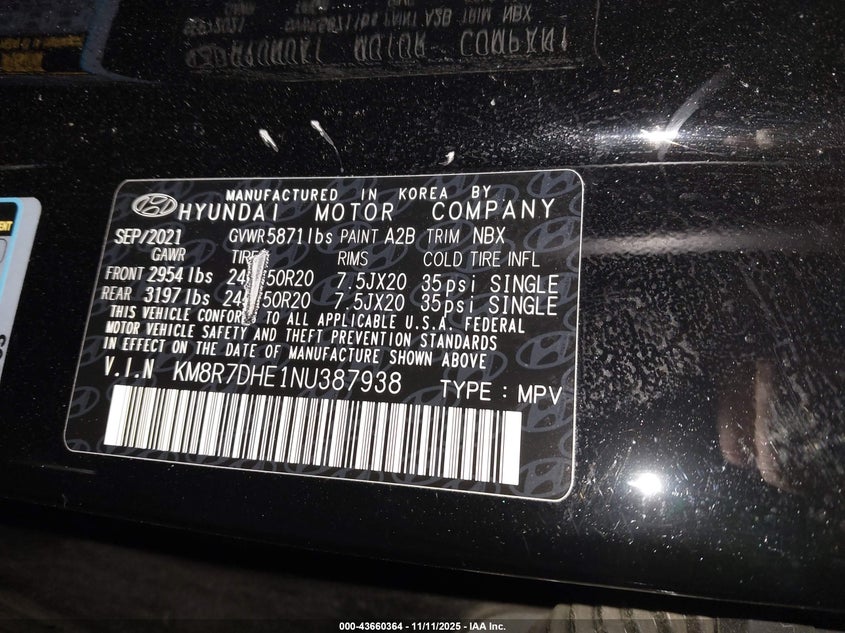 MANUFACTURED IN KOREA BY
HYUNDAI MOTOR COMPANY
SEP/2021 GVWR 5871lbs PAINT A2B TRIM NBX
GAWR RIMS COLD TIRE INFL
FRONT 2954 lbs 50R20 7.5JX20 35psi SINGLE
REAR 3197 lbs 50R20 7.5JX20 35psi SINGLE
THIS VEHICLE TO ALL APPLICABLE U.S.A. FEDERAL
MOTOR VEHICLE SAFETY AND THEFT PREVENTION STANDARDS
IN EFFECT ON THE DATE OF MANUFACTURE SHOWN ABOVE
V.I.N KM8R7DHE1NU387938 TYPE : MPV
000-43660364 - 11/11/2025 - IAA Inc.